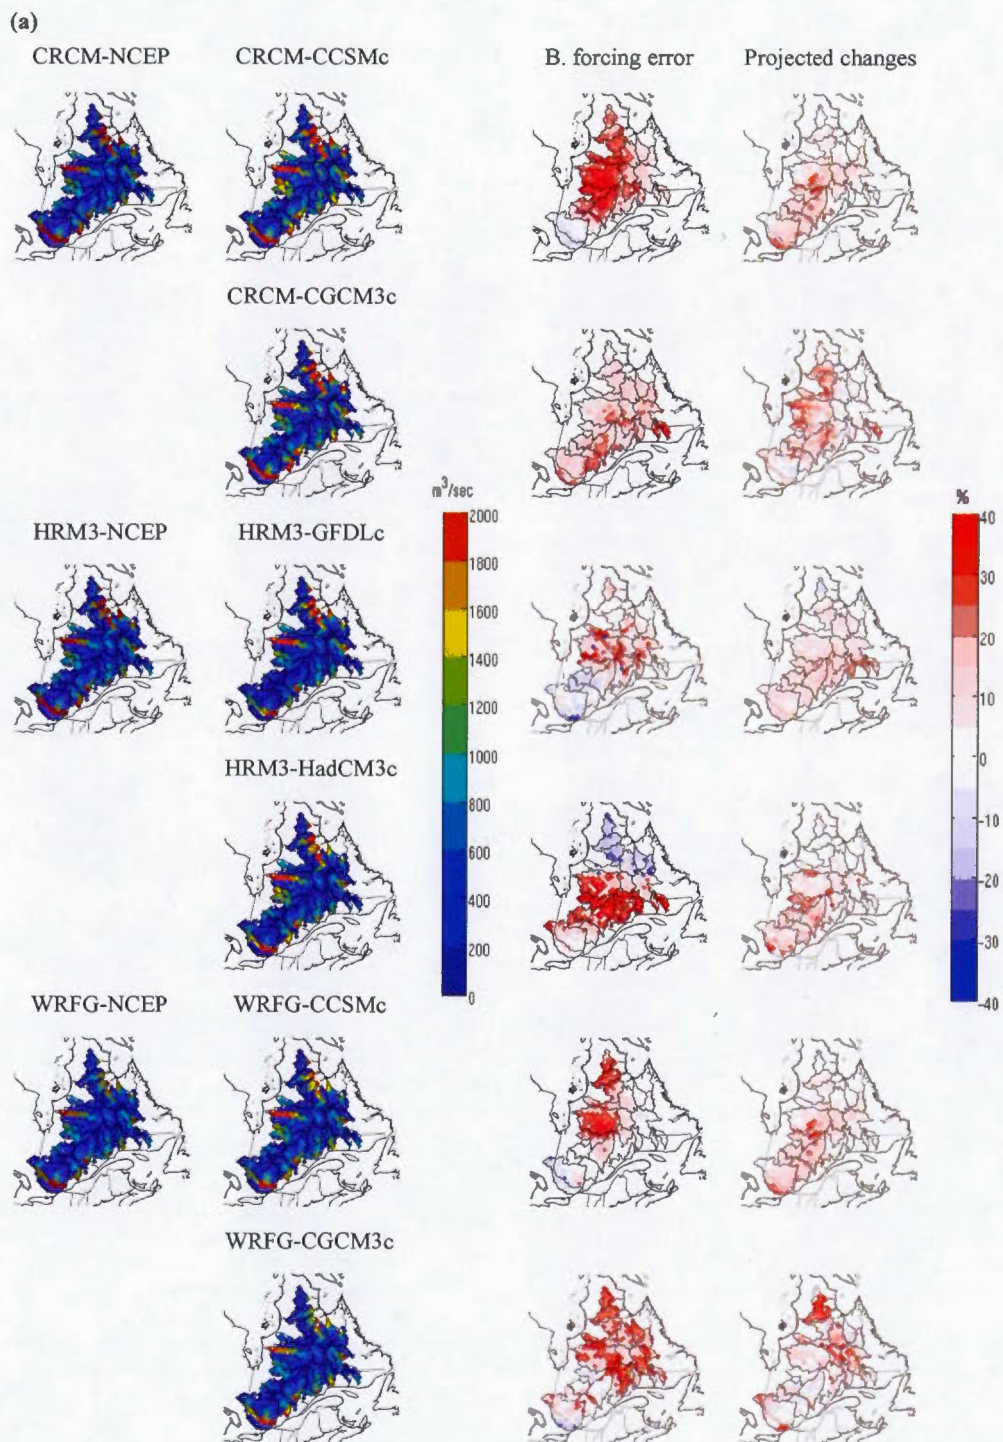 (a)
CRCM-NCEP CRCM-CCSMc B. forcing error Projected changes
CRCM-CGCM3c
m³/sec
2000
1800
1600
1400
1200
1000
800
600
400
200
0
%
40
30
20
10
0
-10
-20
-30
-40
HRM3-NCEP HRM3-GFDLc
HRM3-HadCM3c
WRFG-NCEP WRFG-CCSMc
WRFG-CGCM3c